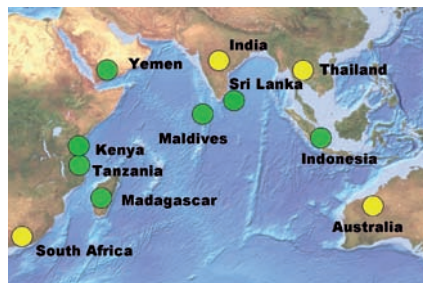 India
Yemen
Thailand
Sri Lanka
Maldives
Kenya
Indonesia
Tanzania
Madagascar
Australia
South Africa